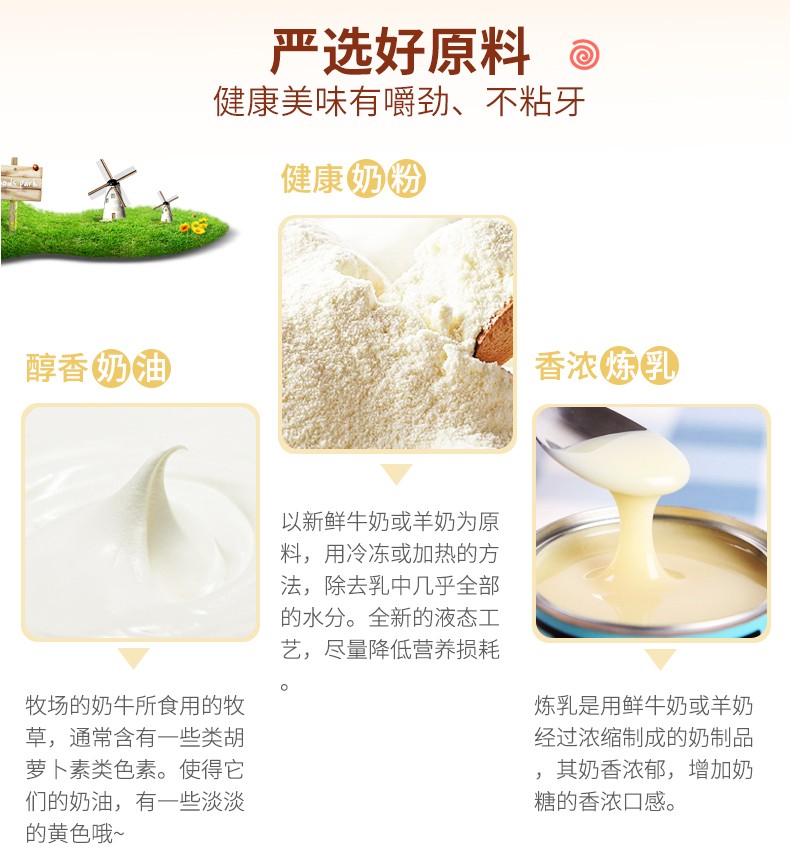 严选好原料
健康美味有嚼劲、不粘牙
健康奶粉
以新鲜牛奶或羊奶为原
料，用冷冻或加热的方
法，除去乳中几乎全部
的水分。全新的液态工
艺，尽量降低营养损耗
。
醇香奶油
牧场的奶牛所食用的牧
草，通常含有一些类胡
萝卜素类色素。使得它
们的奶油，有一些淡淡
的黄色哦~
香浓炼乳
炼乳是用鲜牛奶或羊奶
经过浓缩制成的奶制品
，其奶香浓郁，增加奶
糖的香浓口感。